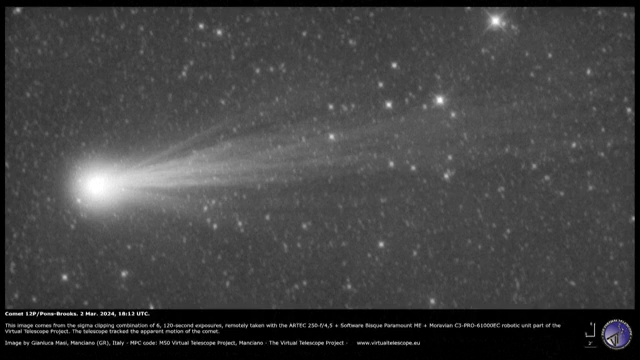 Comet 12P/Pons-Brooks. 2 Mar. 2024, 18:12 UTC.
This image comes from the sigma clipping combination of 6, 120-second exposures, remotely taken with the ARTEC 250-f/4,5 + Software Bisque Paramount ME + Moravian C3-PRO-61000EC robotic unit part of the
Virtual Telescope Project. The telescope tracked the apparent motion of the comet.
Image by Gianluca Masi, Manciano (GR), Italy - MPC code: M50 Virtual Telescope Project, Manciano - The Virtual Telescope Project - www.virtualtelescope.eu
2'